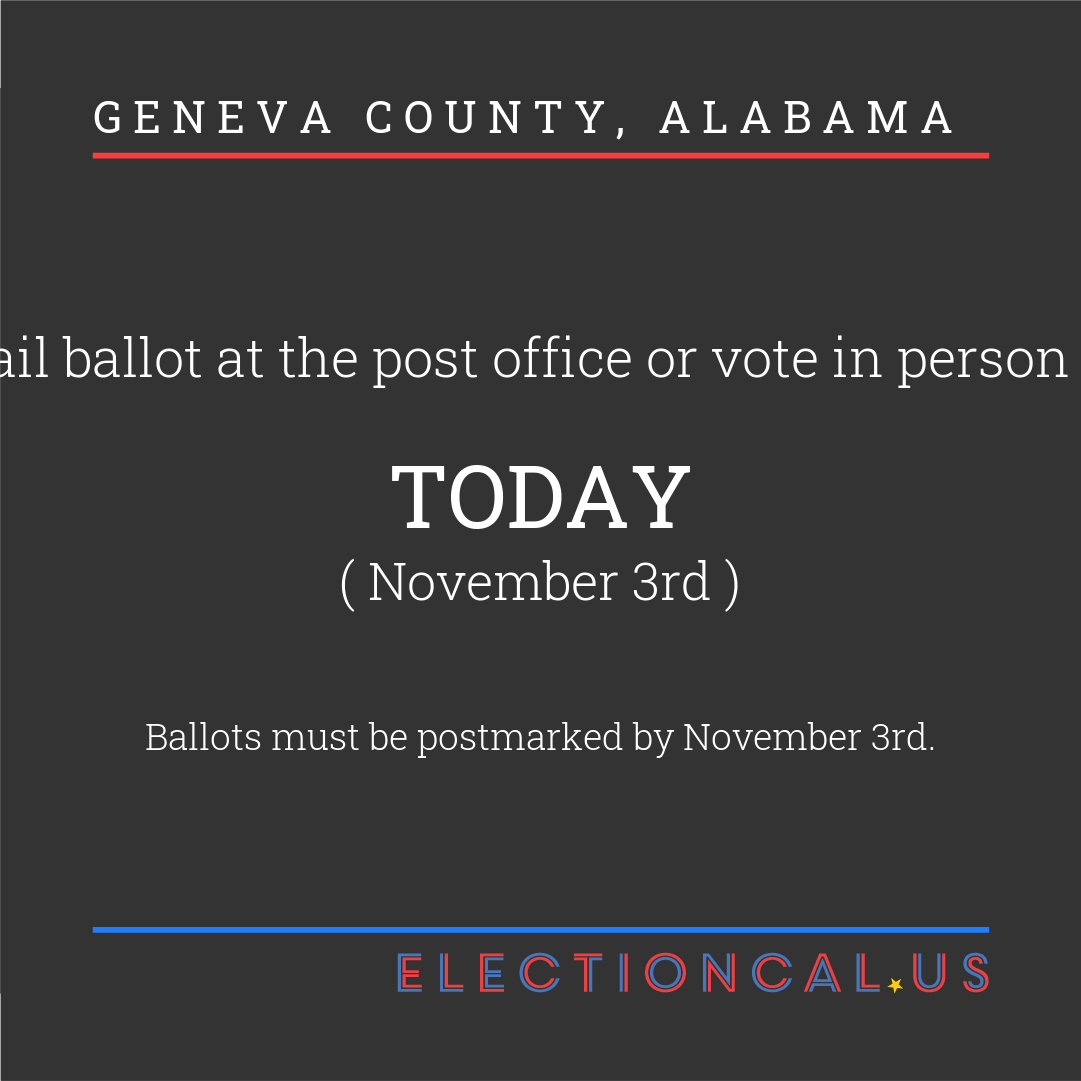 GENEVA COUNTY, ALABAMA
ail ballot at the post office or vote in person
TODAY
( November 3rd )
Ballots must be postmarked by November 3rd.
ELECTIONCAL.US